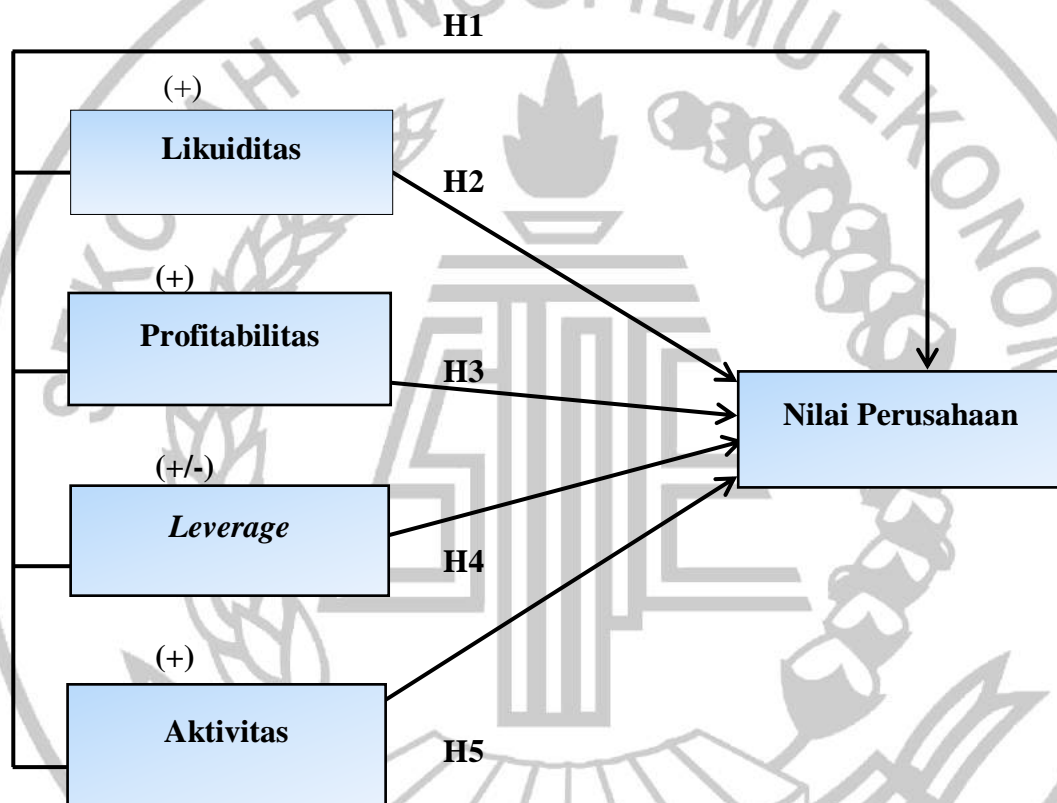 H1
(+)
Likuiditas
H2
(+)
Profitabilitas
H3
Nilai Perusahaan
(+/-)
Leverage
H4
(+)
Aktivitas
H5